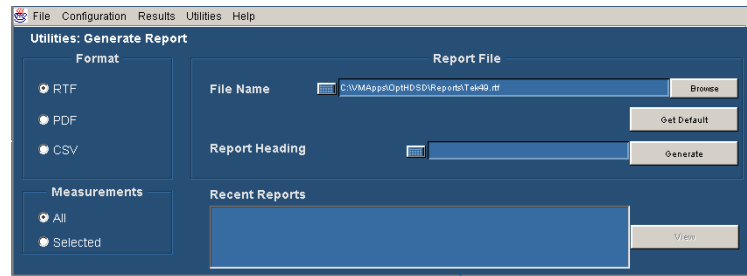 File Configuration Results Utilities Help
Utilities: Generate Report
Format
RTF
PDF
CSV
Report File
File Name C:\VMApps\OptHDSD\Reports\Tek49.rtf Browse
Get Default
Report Heading Generate
Measurements
All
Selected
Recent Reports
View